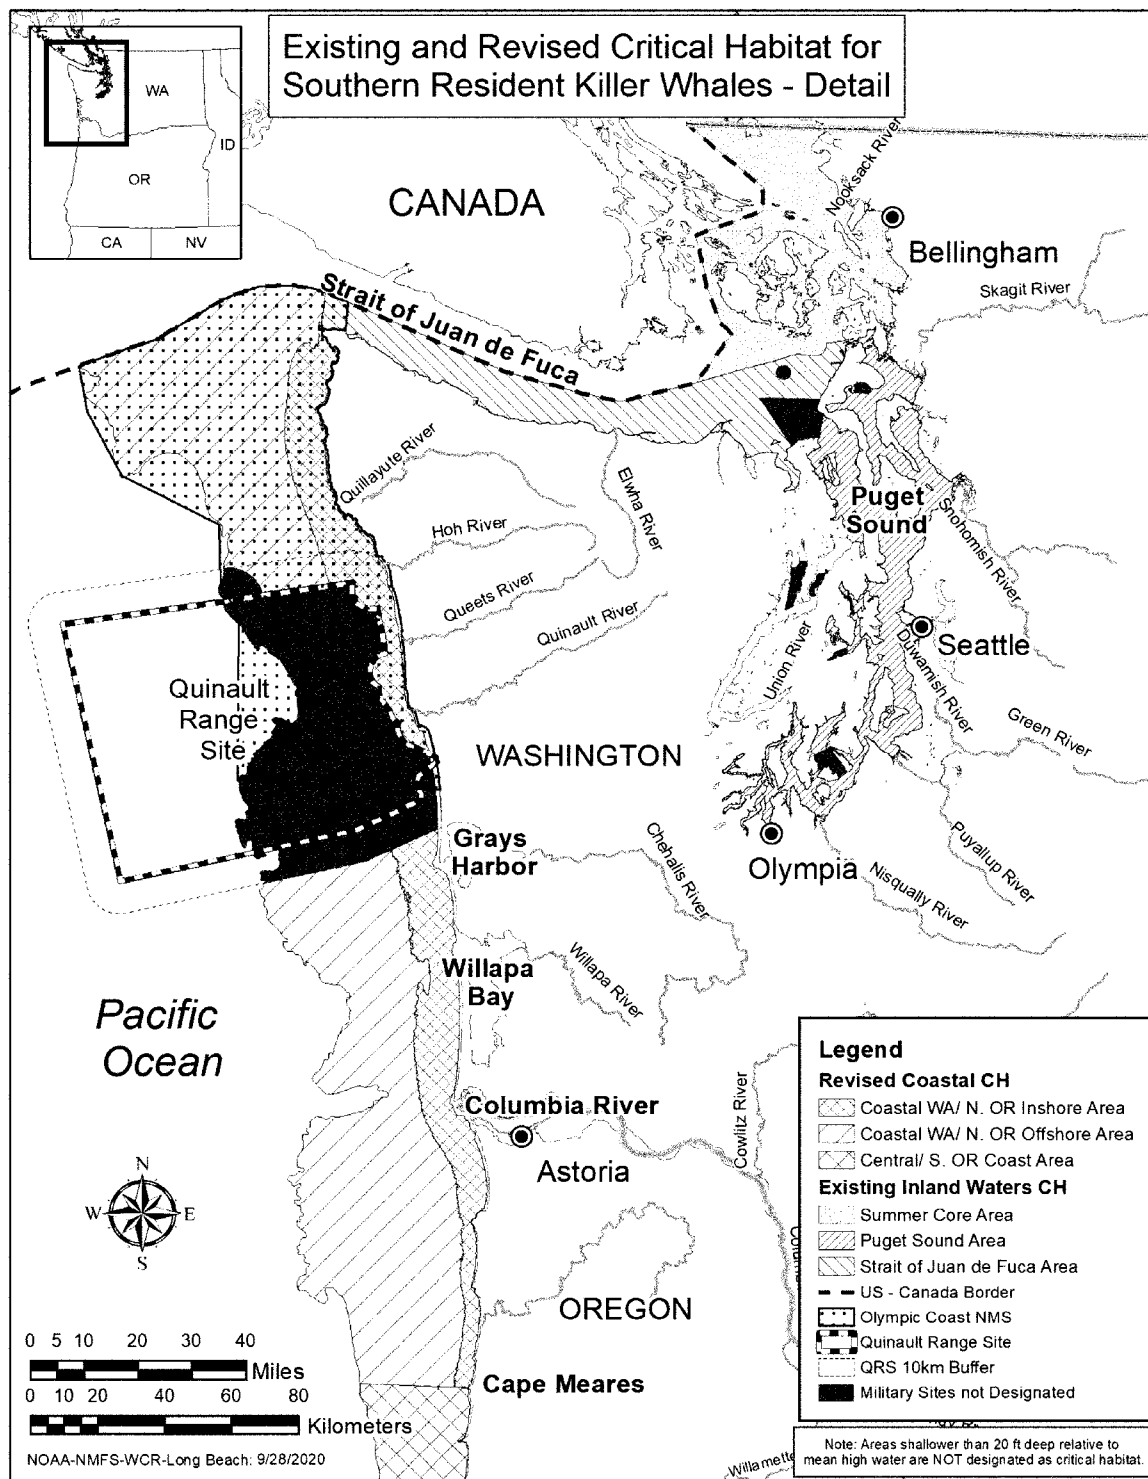 Existing and Revised Critical Habitat for
Southern Resident Killer Whales - Detail
WA
ID
OR
CA
NV
CANADA
Nooksack River
Bellingham
Skagit River
Strait of Juan de Fuca
Quillayute River
Elwha River
Hoh River
Puget
Sound
Snohomish River
Queets River
Quinault River
Union River
Seattle
Duwamish River
Green River
Quinault
Range
Site
WASHINGTON
Grays
Harbor
Chehalis River
Olympia
Puyallup River
Nisqually River
Willapa
Bay
Willapa River
Pacific
Ocean
Columbia River
Astoria
Cowlitz River
N
W
E
S
OREGON
Cape Meares
0 5 10 20 30 40
Miles
0 10 20 40 60 80
Kilometers
NOAA-NMFS-WCR-Long Beach: 9/28/2020
Legend
Revised Coastal CH
Coastal WA/ N. OR Inshore Area
Coastal WA/ N. OR Offshore Area
Central/ S. OR Coast Area
Existing Inland Waters CH
Summer Core Area
Puget Sound Area
Strait of Juan de Fuca Area
US - Canada Border
Olympic Coast NMS
Quinault Range Site
QRS 10km Buffer
Military Sites not Designated
Willamette
Note: Areas shallower than 20 ft deep relative to
mean high water are NOT designated as critical habitat.